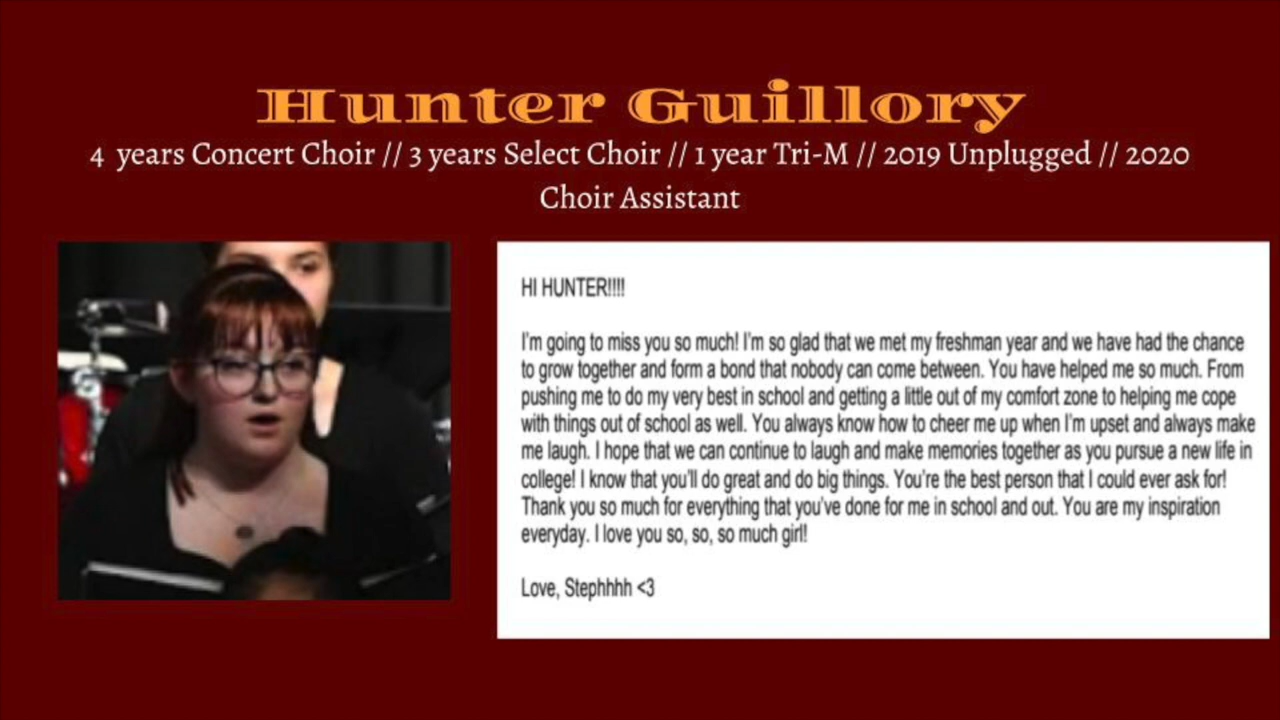 Hunter Guillory
4 years Concert Choir // 3 years Select Choir // 1 year Tri-M // 2019 Unplugged // 2020
Choir Assistant
HI HUNTER!!!!
I'm going to miss you so much! I'm so glad that we met my freshman year and we have had the chance
to grow together and form a bond that nobody can come between. You have helped me so much. From
pushing me to do my very best in school and getting a little out of my comfort zone to helping me cope
with things out of school as well. You always know how to cheer me up when I'm upset and always make
me laugh. I hope that we can continue to laugh and make memories together as you pursue a new life in
college! I know that you'll do great and do big things. You're the best person that I could ever ask for!
Thank you so much for everything that you've done for me in school and out. You are my inspiration
everyday. I love you so, so, so much girl!
Love, Stephhhh <3